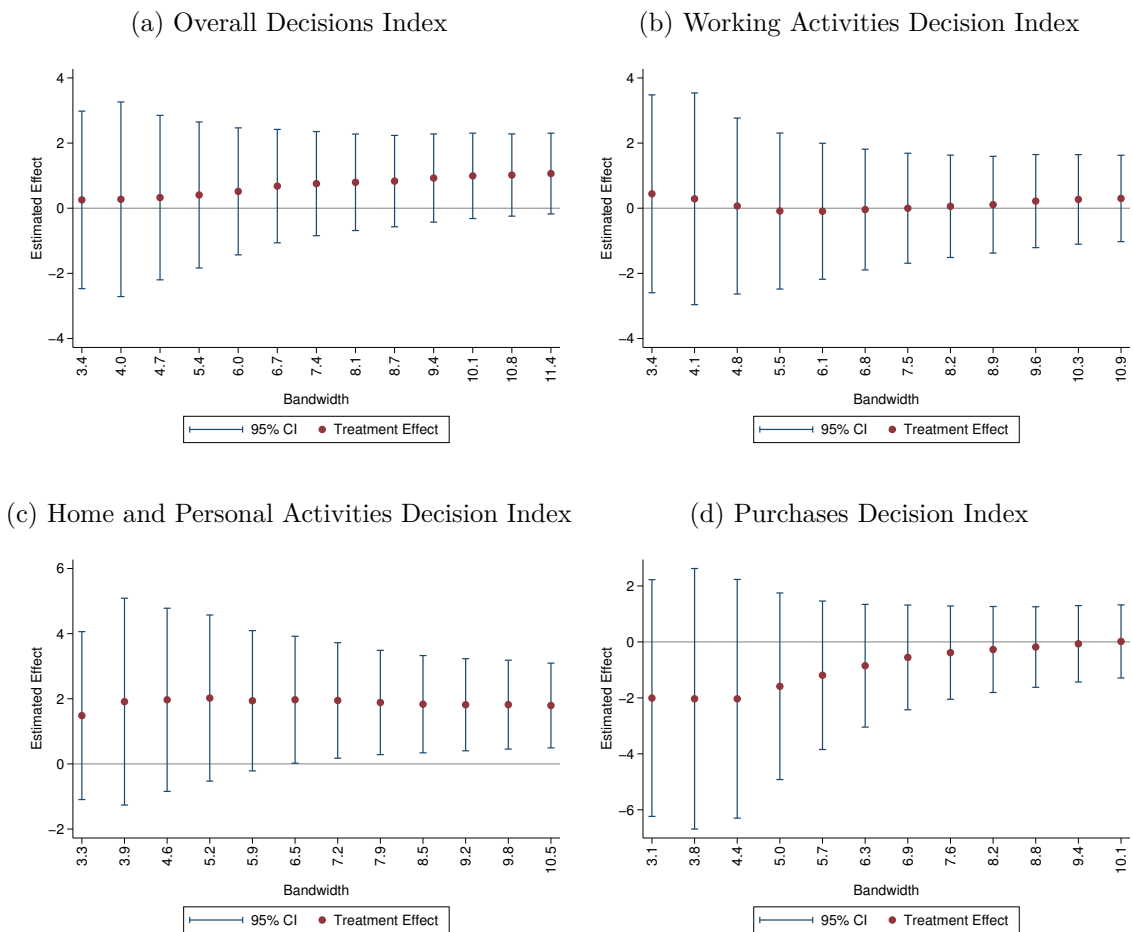 (a) Overall Decisions Index
4
2
0
−2
−4
Estimated Effect
3.4 4.0 4.7 5.4 6.0 6.7 7.4 8.1 8.7 9.4 10.1 10.8 11.4
Bandwidth
95% CI Treatment Effect
(b) Working Activities Decision Index
4
2
0
−2
−4
Estimated Effect
3.4 4.1 4.8 5.5 6.1 6.8 7.5 8.2 8.9 9.6 10.3 10.9
Bandwidth
95% CI Treatment Effect
(c) Home and Personal Activities Decision Index
6
4
2
0
−2
Estimated Effect
3.3 3.9 4.6 5.2 5.9 6.5 7.2 7.9 8.5 9.2 9.8 10.5
Bandwidth
95% CI Treatment Effect
(d) Purchases Decision Index
2
0
−2
−4
−6
Estimated Effect
3.1 3.8 4.4 5.0 5.7 6.3 6.9 7.6 8.2 8.8 9.4 10.1
Bandwidth
95% CI Treatment Effect